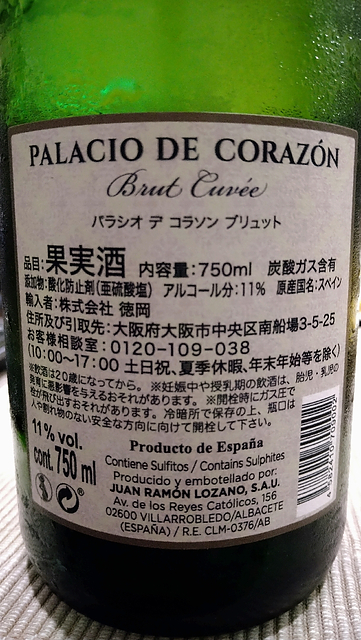 PALACIO DE CORAZÓN
Brut Cuvée
パラシオ デ コラソン ブリュット
品目:果実酒 内容量:750ml 炭酸ガス含有
添加物:酸化防止剤(亜硫酸塩) アルコール分:11% 原産国名:スペイン
輸入者:株式会社 徳岡
住所及び引取先:大阪府大阪市中央区南船場3-5-25
お客様相談室:0120-109-038
(10:00~17:00 土日祝、夏季休暇、年末年始等を除く)
※飲酒は20歳になってから。※妊娠中や授乳期の飲酒は、胎児・乳児の
発育に悪影響を与えるおそれがあります。※開栓時にガス圧で
栓が飛び出すおそれがあります。冷暗所で保存の上、瓶口は
人や割れ物のない安全な方向に向けて開栓して下さい。
11% vol.
cont. 750 ml
Producto de España
Contiene Sulfitos / Contains Sulphites
Producido y embotellado por:
JUAN RAMÓN LOZANO, S.A.U.
Av. de los Reyes Católicos, 156
02600 VILLARROBLEDO/ALBACETE
(ESPAÑA) / R.E. CLM-0376/AB